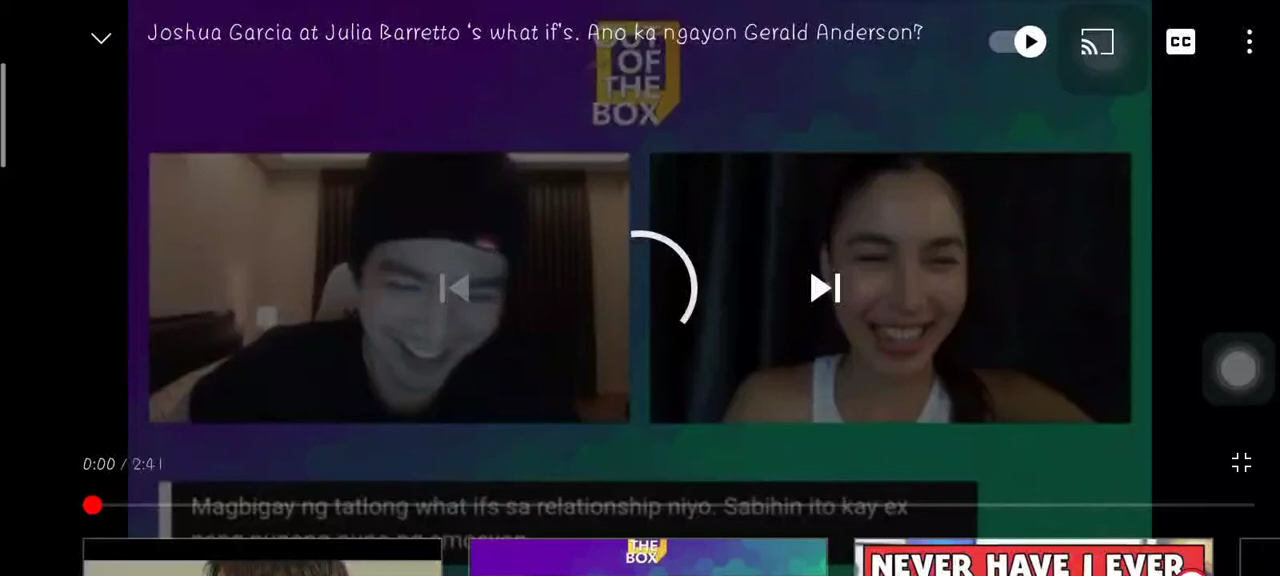 Joshua Garcia at Julia Barretto 's what if's. Ano ka ngayon Gerald Anderson?
CC
OUT
OF
THE
BOX
0:00 / 2:41
Magbigay ng tatlong what ifs sa relationship niyo. Sabihin ito kay ex
THE
BOX
NEVER HAVE I EVER